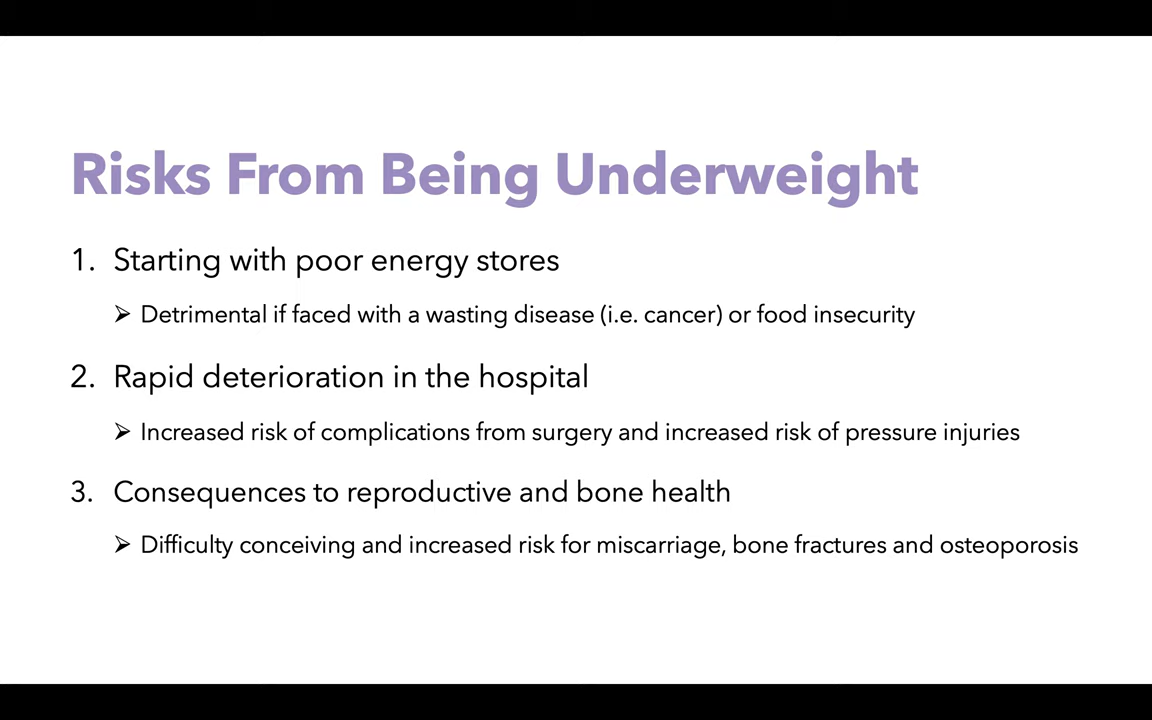 Risks From Being Underweight
1. Starting with poor energy stores
➢ Detrimental if faced with a wasting disease (i.e. cancer) or food insecurity
2. Rapid deterioration in the hospital
➢ Increased risk of complications from surgery and increased risk of pressure injuries
3. Consequences to reproductive and bone health
➢ Difficulty conceiving and increased risk for miscarriage, bone fractures and osteoporosis